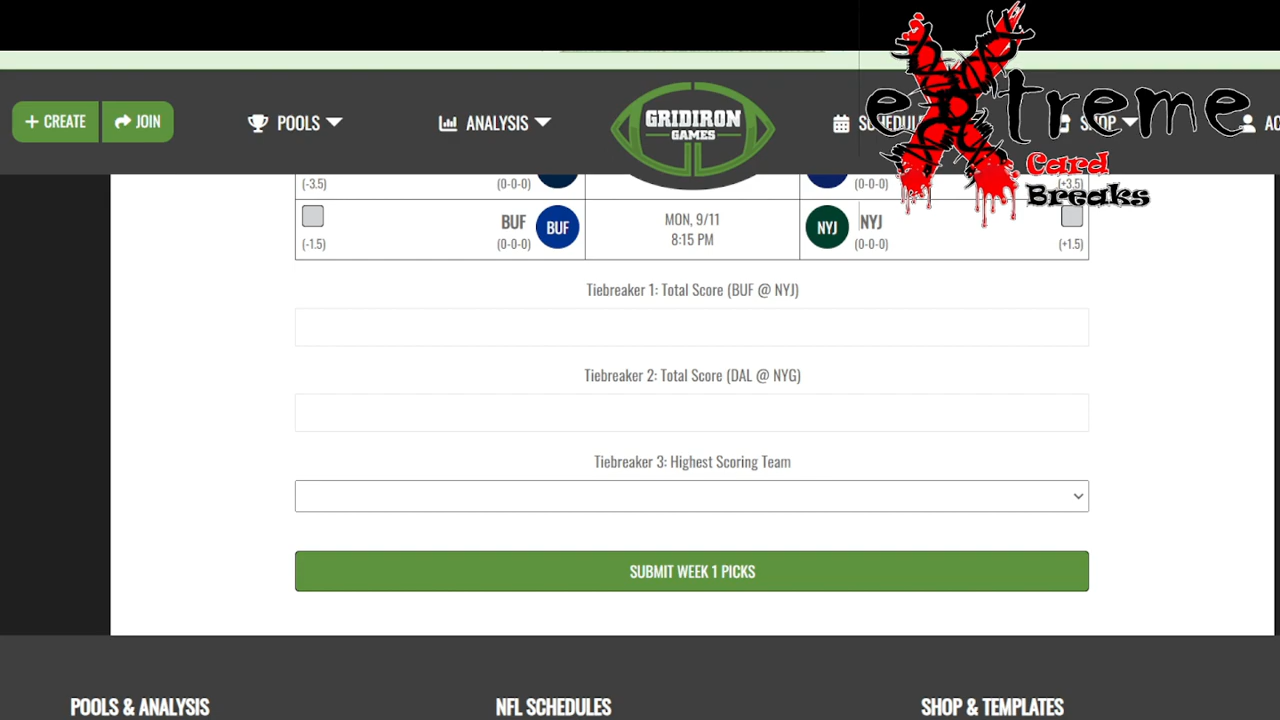 CREATE
JOIN
POOLS
ANALYSIS
GRIDIRON
GAMES
SHOP
eXtreme
Card
Breaks
(-3.5)
(0-0-0)
(0-0-0)
(+3.5)
BUF
BUF
MON, 9/11
NYJ
NYJ
(-1.5)
(0-0-0)
8:15 PM
(0-0-0)
(+1.5)
Tiebreaker 1: Total Score (BUF @ NYJ)
Tiebreaker 2: Total Score (DAL @ NYG)
Tiebreaker 3: Highest Scoring Team
SUBMIT WEEK 1 PICKS
POOLS & ANALYSIS
NFL SCHEDULES
SHOP & TEMPLATES